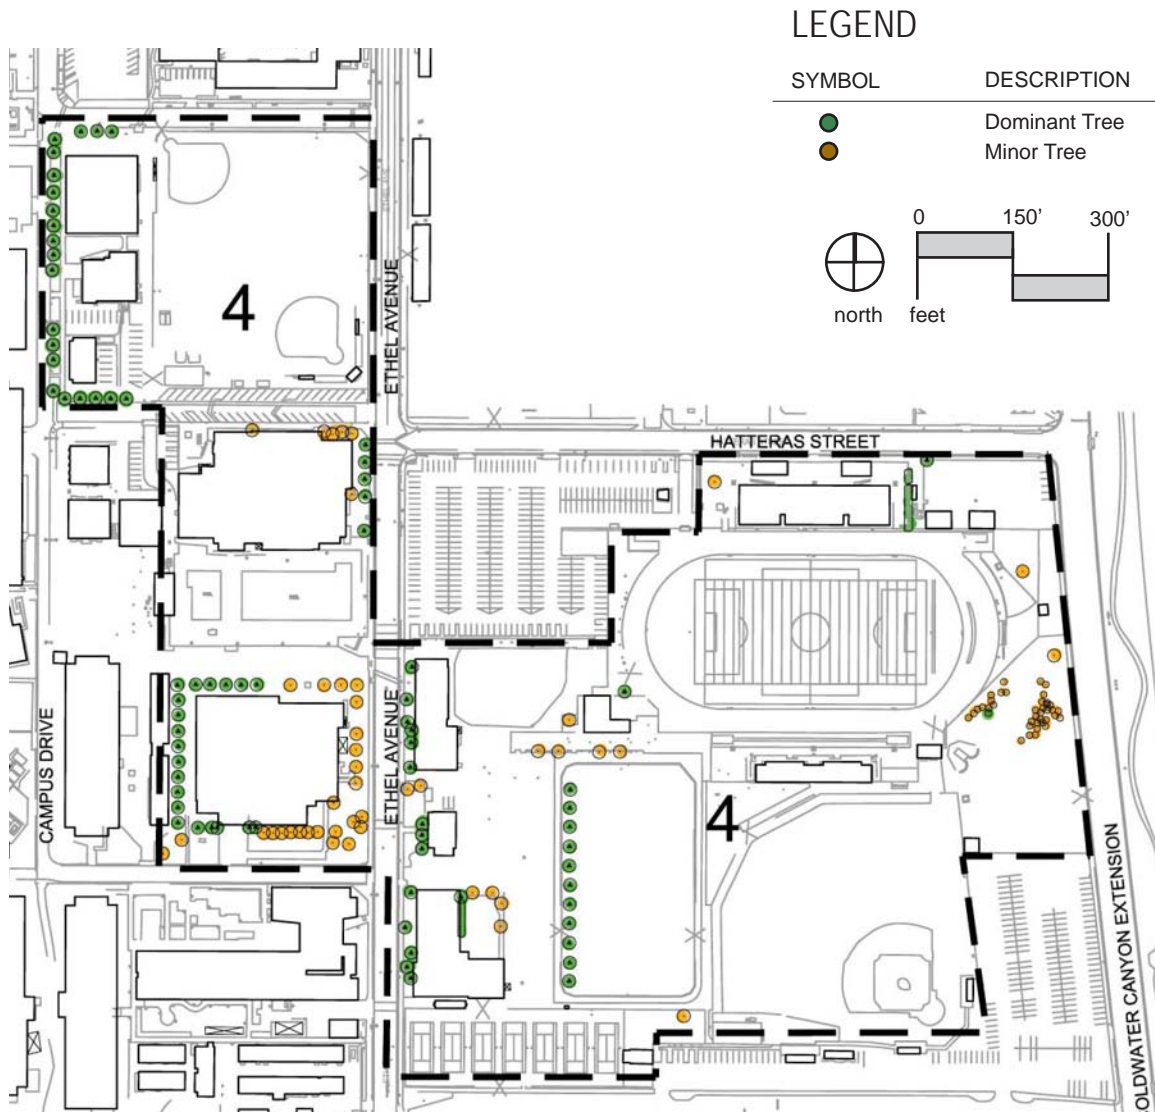 LEGEND
SYMBOL DESCRIPTION
Dominant Tree
Minor Tree
0 150' 300'
north feet
4
ETHEL AVENUE
HATTERAS STREET
CAMPUS DRIVE
ETHEL AVENUE
4
OLDWATER CANYON EXTENSION